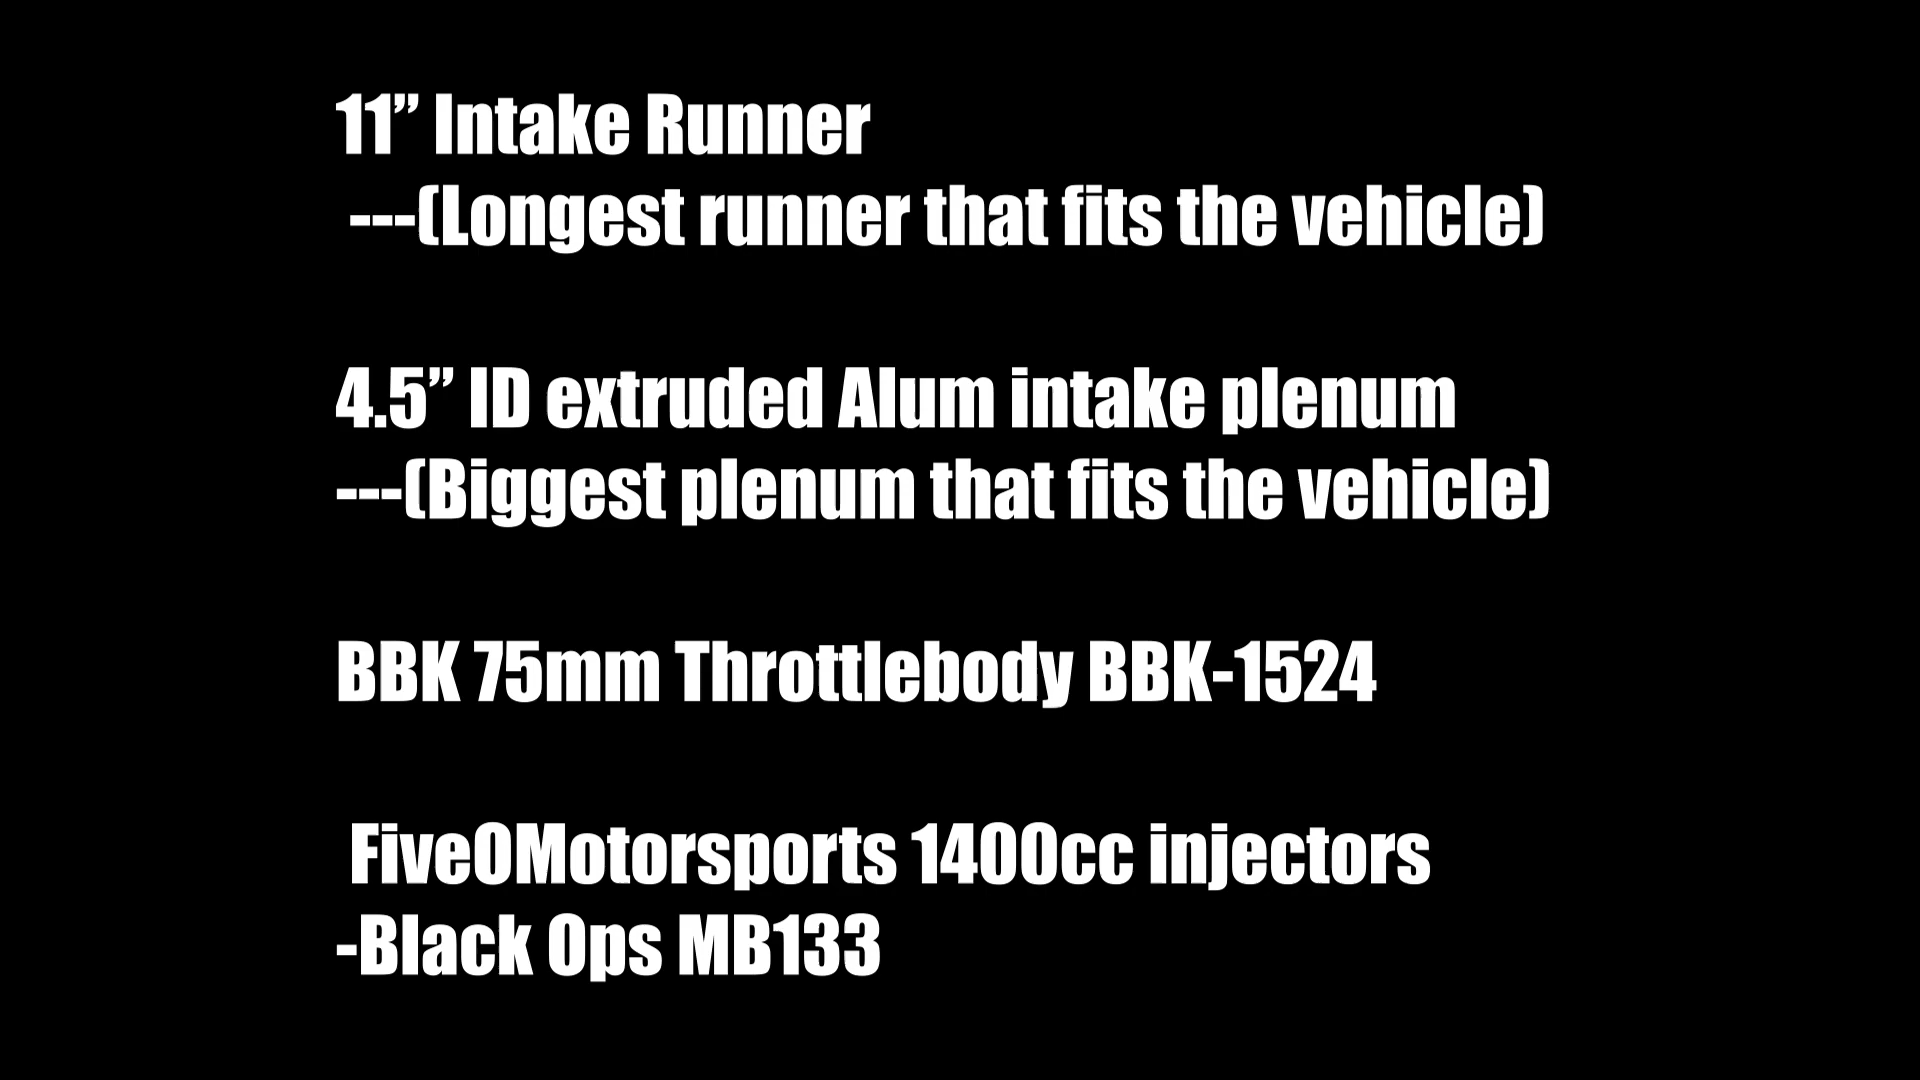 11” Intake Runner
---(Longest runner that fits the vehicle)
4.5” ID extruded Alum intake plenum
---(Biggest plenum that fits the vehicle)
BBK 75mm Throttlebody BBK-1524
FiveOMotorsports 1400cc injectors
-Black Ops MB133